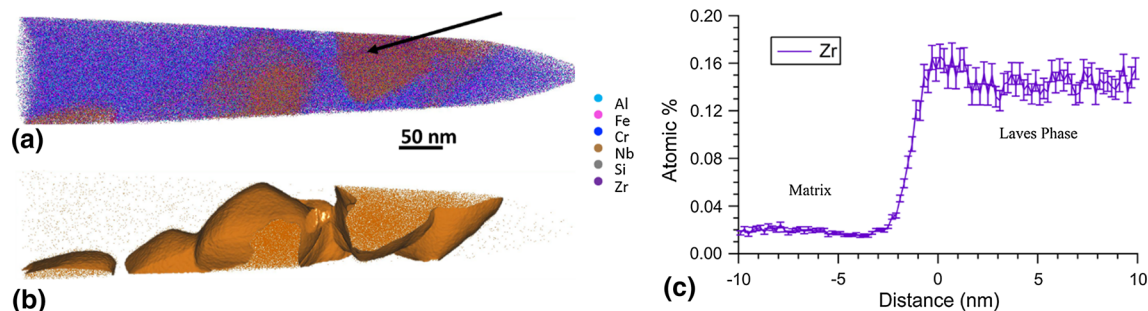 (a)
50 nm
Al
Fe
Cr
Nb
Si
Zr
(b)
(c)
Atomic %
0.20
0.16
0.12
0.08
0.04
0.00
Zr
Matrix
Laves Phase
-10
-5
0
5
10
Distance (nm)